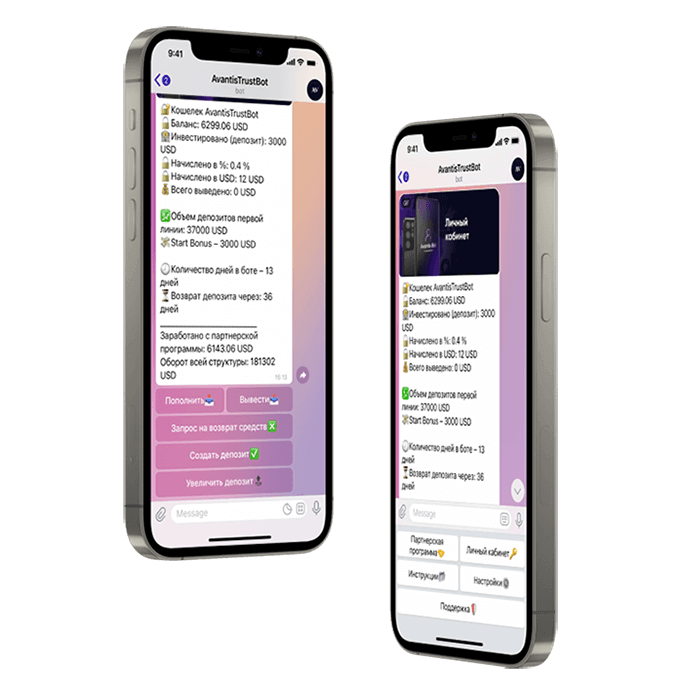 9:41
2
AvantisTrustBot
bot
AV
🔐Кошелек AvantisTrustBot
🔒Баланс: 6299.06 USD
🏦Инвестировано (депозит): 3000
USD
🔒Начислено в %: 0.4 %
🔒Начислено в USD: 12 USD
💰Всего выведено: 0 USD
💹Объем депозитов первой
линии: 37000 USD
💸Start Bonus – 3000 USD
🕐Количество дней в боте – 13
дней
⏳Возврат депозита через: 36
дней
Заработано с партнерской
программы: 6143.06 USD
Оборот всей структуры: 181302
USD
Пополнить📥 Вывести📤
Запрос на возврат средств❎
Создать депозит✅
Увеличить депозит
Message
9:41
2
AvantisTrustBot
bot
AV
Личный
кабинет
🔐Кошелек AvantisTrustBot
🔒Баланс: 6299.06 USD
🏦Инвестировано (депозит): 3000
USD
🔒Начислено в %: 0.4 %
🔒Начислено в USD: 12 USD
💰Всего выведено: 0 USD
💹Объем депозитов первой
линии: 37000 USD
💸Start Bonus – 3000 USD
🕐Количество дней в боте – 13
дней
⏳Возврат депозита через: 36
дней
Message
Партнерская
программа🤝 Личный кабинет🔑
Инструкции Настройки⚙
Поддержка